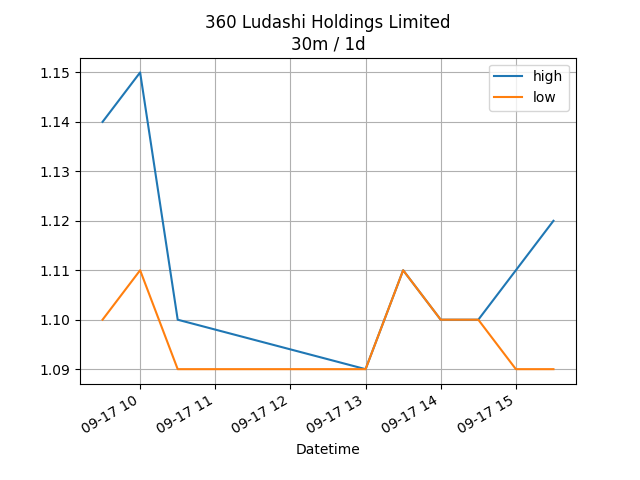 360 Ludashi Holdings Limited
30m / 1d
high
low
1.15
1.14
1.13
1.12
1.11
1.10
1.09
09-17 10
09-17 11
09-17 12
09-17 13
09-17 14
09-17 15
Datetime